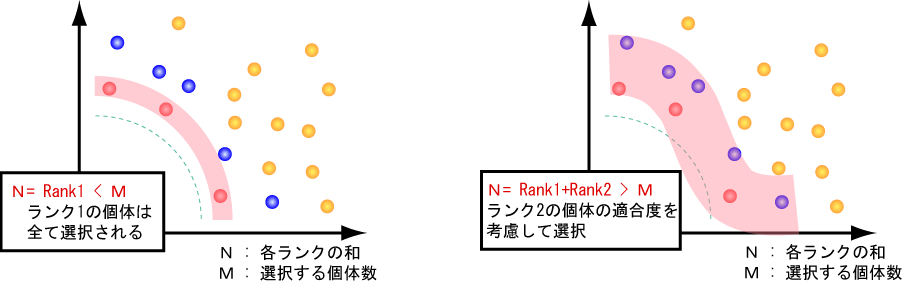 N= Rank1 < M
ランク1の個体は
全て選択される
N : 各ランクの和
M : 選択する個体数
N= Rank1+Rank2 > M
ランク2の個体の適合度を
考慮して選択
N : 各ランクの和
M : 選択する個体数